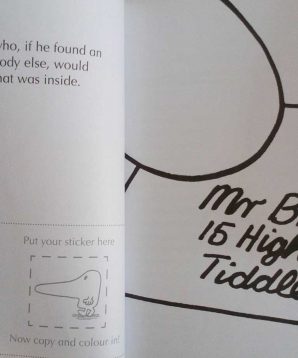 who, if he found an
ody else, would
hat was inside.
Put your sticker here
Now copy and colour in!
Mr B
15 High
Tiddle